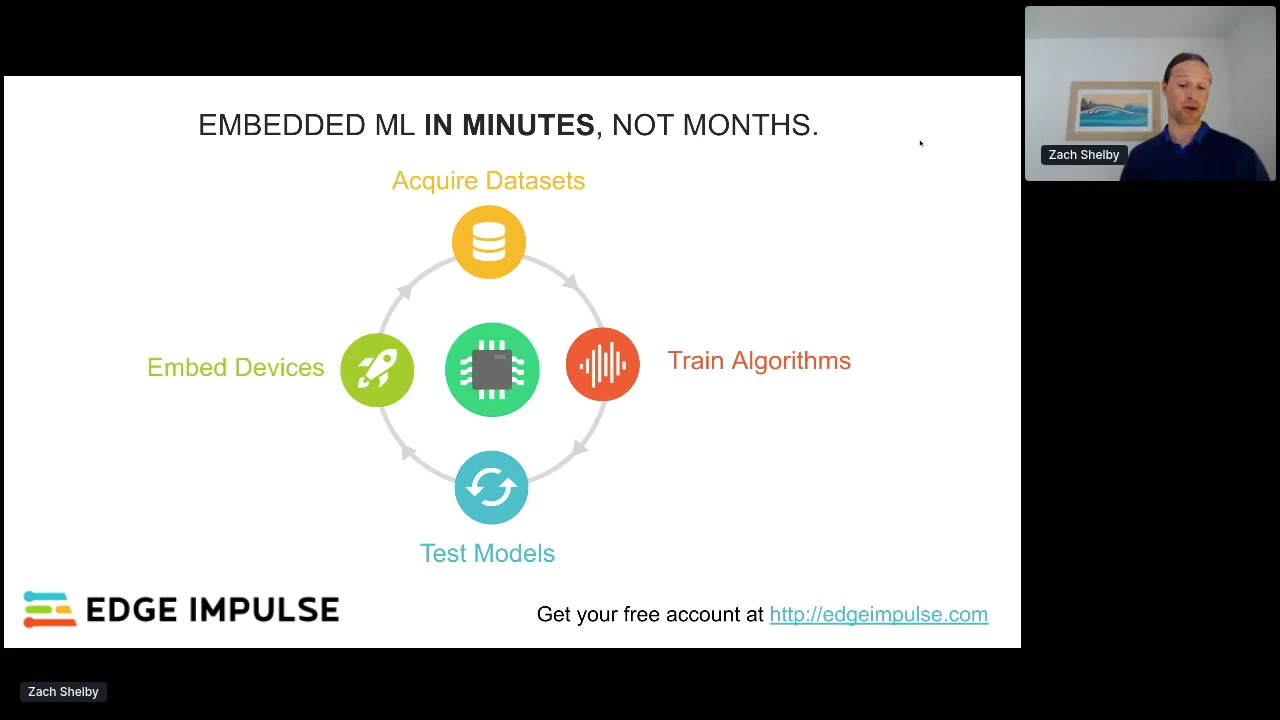 EMBEDDED ML IN MINUTES, NOT MONTHS.
Acquire Datasets
Embed Devices
Train Algorithms
Test Models
EDGE IMPULSE
Get your free account at http://edgeimpulse.com
Zach Shelby
Zach Shelby